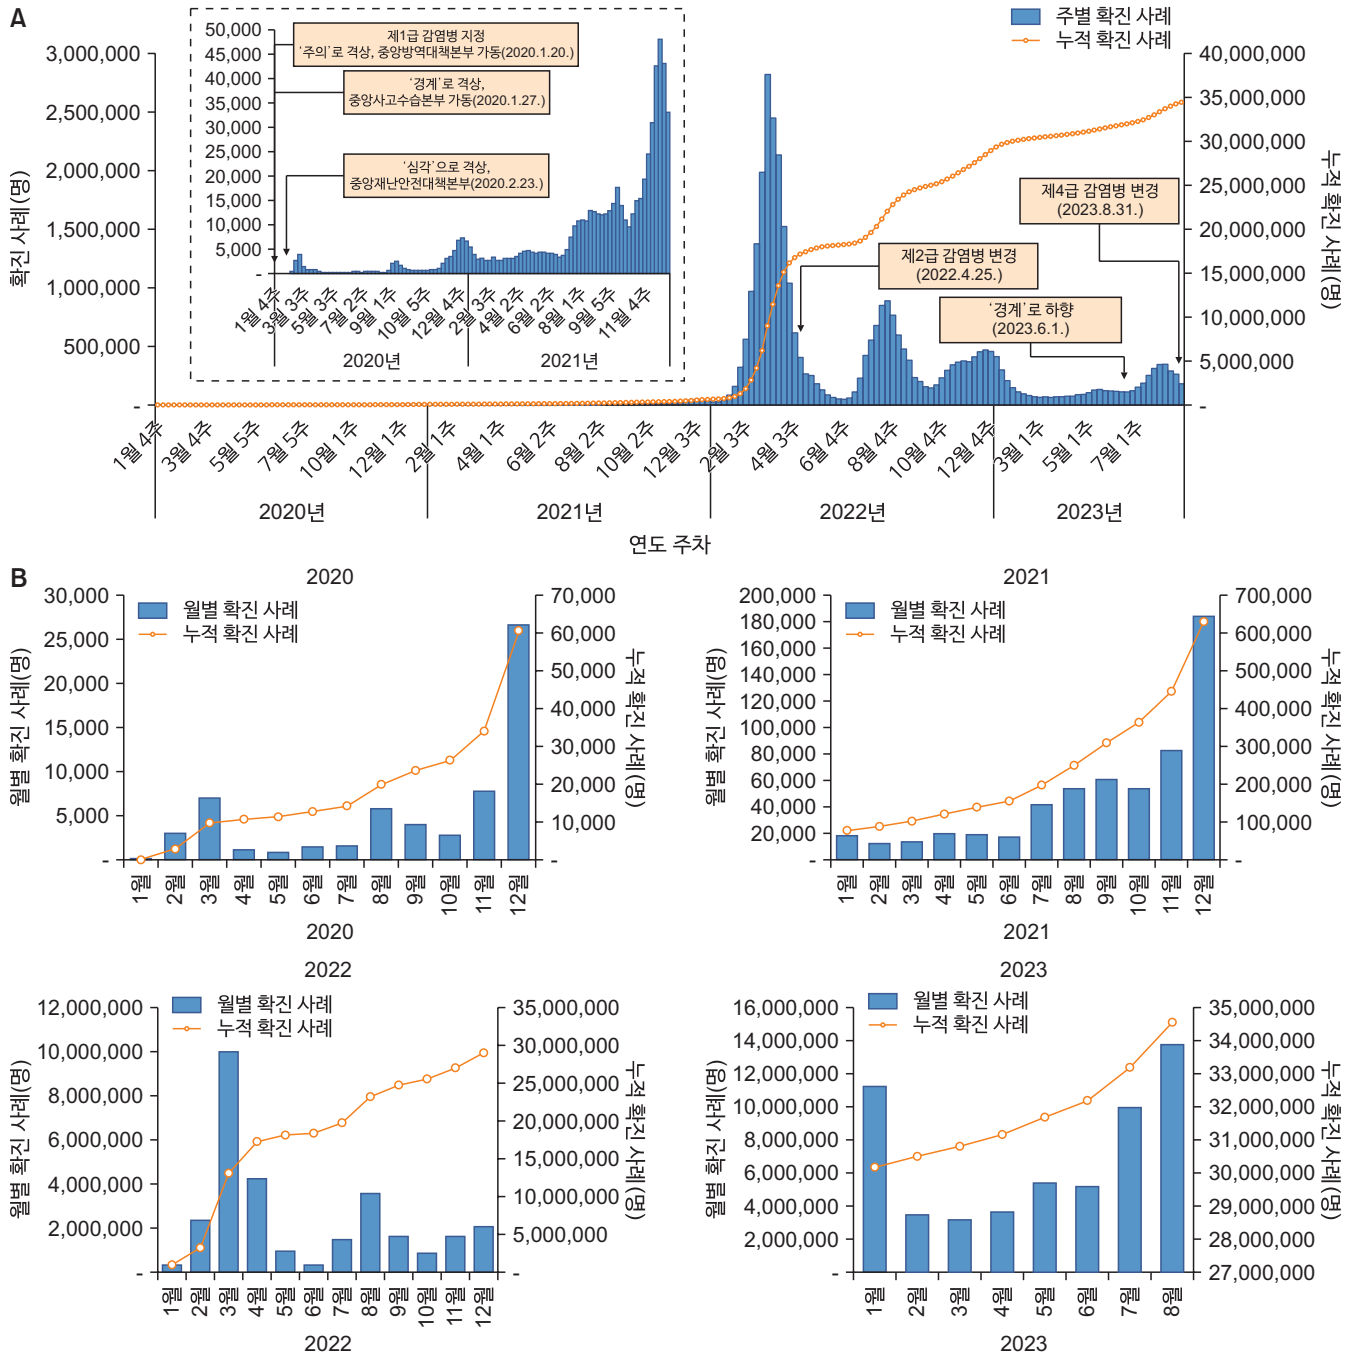 A
주별 확진 사례
누적 확진 사례
확진 사례(명)
3,000,000
2,500,000
2,000,000
1,500,000
1,000,000
500,000
-
40,000,000
35,000,000
30,000,000
25,000,000
20,000,000
15,000,000
10,000,000
5,000,000
-
누적 확진 사례(명)
50,000
45,000
40,000
35,000
30,000
25,000
20,000
15,000
10,000
5,000
-
제1급 감염병 지정
‘주의’로 격상, 중앙방역대책본부 가동(2020.1.20.)
‘경계’로 격상,
중앙사고수습본부 가동(2020.1.27.)
‘심각’으로 격상,
중앙재난안전대책본부(2020.2.23.)
1월 4주
3월 3주
5월 3주
7월 2주
9월 1주
10월 5주
12월 4주
2월 3주
4월 2주
6월 2주
8월 1주
9월 5주
11월 4주
2020년
2021년
제4급 감염병 변경
(2023.8.31.)
제2급 감염병 변경
(2022.4.25.)
‘경계’로 하향
(2023.6.1.)
1월 4주
3월 4주
5월 5주
7월 5주
10월 1주
12월 1주
2월 1주
4월 1주
6월 2주
8월 2주
10월 2주
12월 3주
2월 3주
4월 3주
6월 4주
8월 4주
10월 4주
12월 4주
3월 1주
5월 1주
7월 1주
2020년
2021년
2022년
2023년
연도 주차
B
2020
월별 확진 사례
누적 확진 사례
월별 확진 사례(명)
30,000
25,000
20,000
15,000
10,000
5,000
-
70,000
60,000
50,000
40,000
30,000
20,000
10,000
-
누적 확진 사례(명)
1월
2월
3월
4월
5월
6월
7월
8월
9월
10월
11월
12월
2020
2021
월별 확진 사례
누적 확진 사례
월별 확진 사례(명)
200,000
180,000
160,000
140,000
120,000
100,000
80,000
60,000
40,000
20,000
-
700,000
600,000
500,000
400,000
300,000
200,000
100,000
-
누적 확진 사례(명)
1월
2월
3월
4월
5월
6월
7월
8월
9월
10월
11월
12월
2021
2022
월별 확진 사례
누적 확진 사례
월별 확진 사례(명)
12,000,000
10,000,000
8,000,000
6,000,000
4,000,000
2,000,000
-
35,000,000
30,000,000
25,000,000
20,000,000
15,000,000
10,000,000
5,000,000
-
누적 확진 사례(명)
1월
2월
3월
4월
5월
6월
7월
8월
9월
10월
11월
12월
2022
2023
월별 확진 사례
누적 확진 사례
월별 확진 사례(명)
16,000,000
14,000,000
12,000,000
10,000,000
8,000,000
6,000,000
4,000,000
2,000,000
-
35,000,000
34,000,000
33,000,000
32,000,000
31,000,000
30,000,000
29,000,000
28,000,000
27,000,000
누적 확진 사례(명)
1월
2월
3월
4월
5월
6월
7월
8월
2023